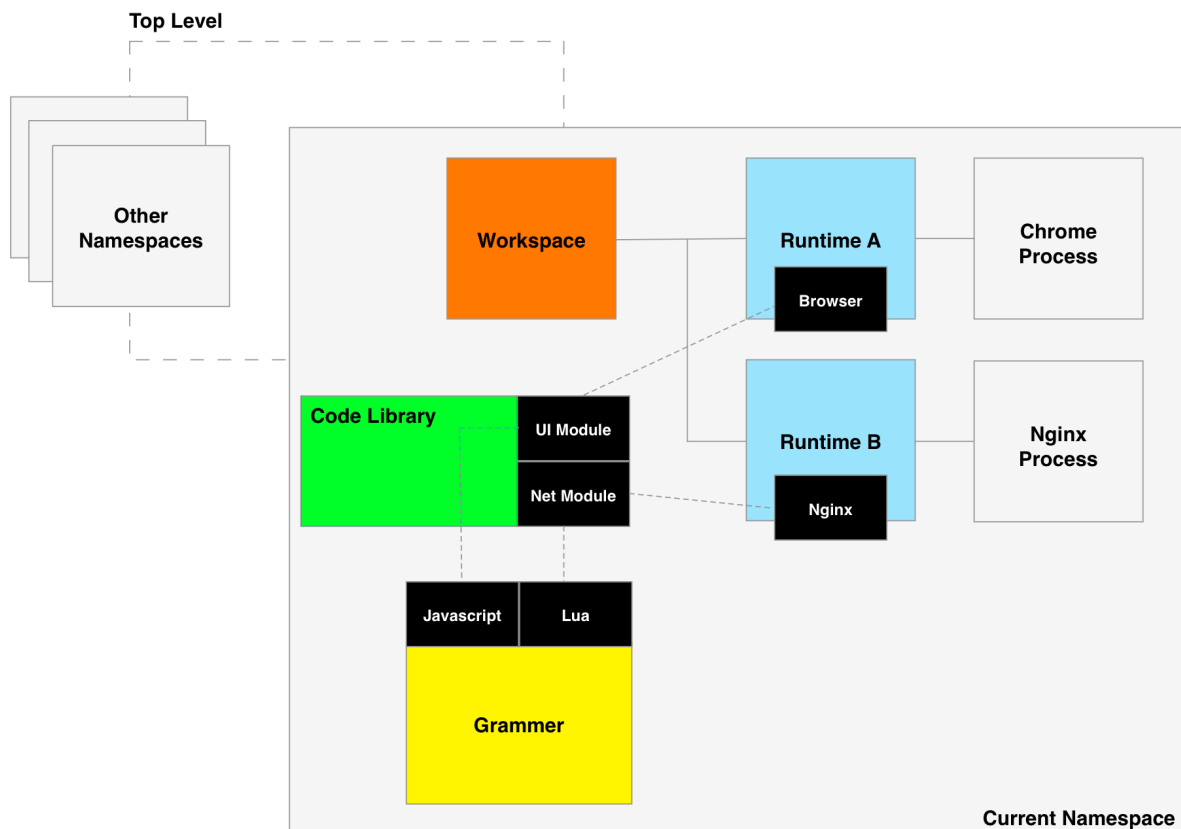 Top Level
Other
Namespaces
Workspace
Runtime A
Browser
Chrome
Process
Code Library
UI Module
Net Module
Runtime B
Nginx
Nginx
Process
Javascript
Lua
Grammer
Current Namespace